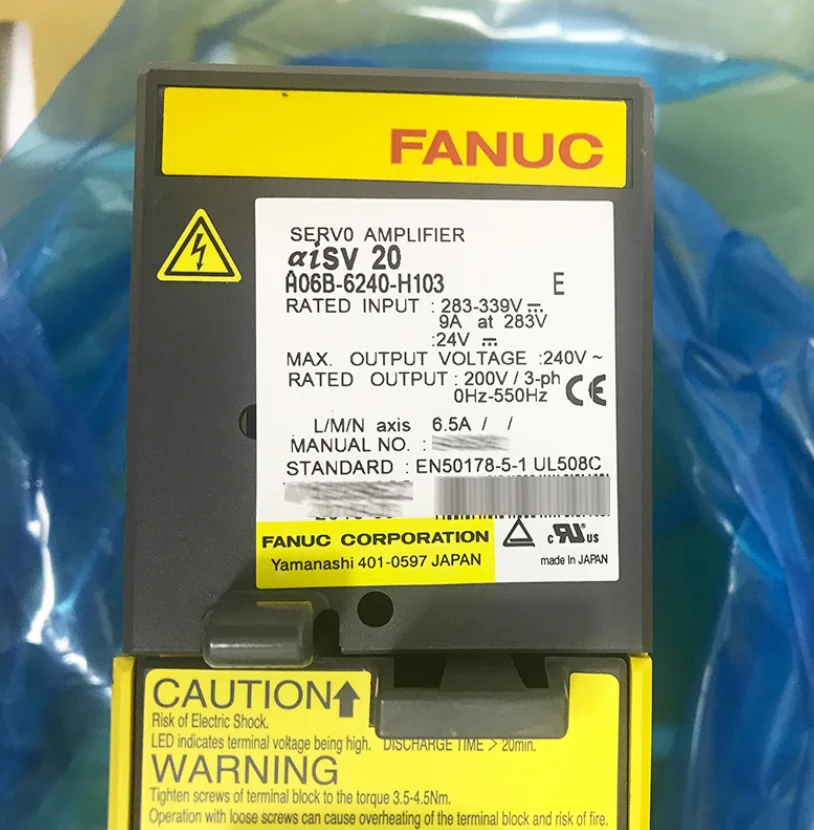 FANUC
SERVO AMPLIFIER
αiSV 20
A06B-6240-H103 E
RATED INPUT : 283-339V ⎓
9A at 283V
:24V ⎓
MAX. OUTPUT VOLTAGE :240V ~
RATED OUTPUT : 200V / 3-ph
0Hz-550Hz CE
L/M/N axis 6.5A / /
MANUAL NO. :
STANDARD : EN50178-5-1 UL508C
FANUC CORPORATION
Yamanashi 401-0597 JAPAN
c RU US
made in JAPAN
CAUTION
Risk of Electric Shock.
LED indicates terminal voltage being high. DISCHARGE TIME > 20min.
WARNING
Tighten screws of terminal block to the torque 3.5-4.5Nm.
Operation with loose screws can cause overheating of the terminal block and risk of fire.